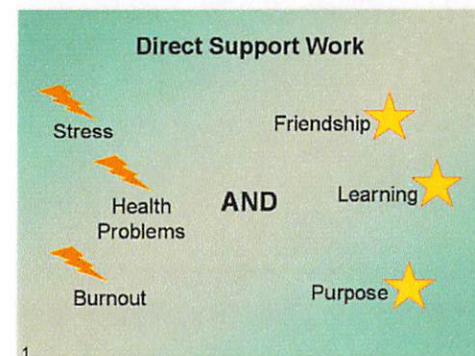 Direct Support Work
Stress
Friendship
Health
Problems
AND
Learning
Burnout
Purpose
1